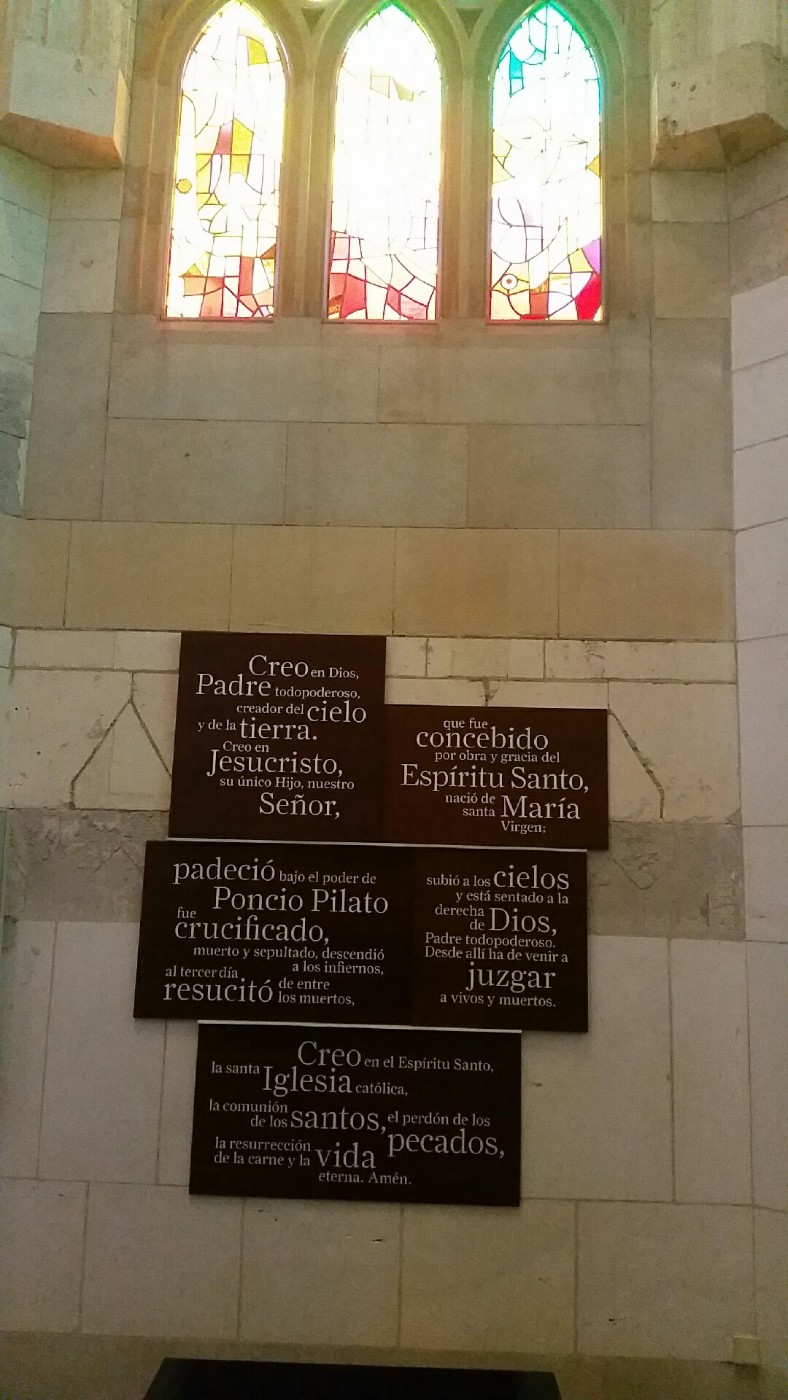 Creo en Dios,
Padre todopoderoso,
creador del cielo
y de la tierra.
Creo en
Jesucristo,
su único Hijo, nuestro
Señor,
que fue
concebido
por obra y gracia del
Espíritu Santo,
nació de
santa María
Virgen;
padeció bajo el poder de
Poncio Pilato
fue
crucificado,
muerto y sepultado, descendió
a los infiernos,
al tercer día
resucitó de entre
los muertos,
subió a los cielos
y está sentado a la
derecha
de Dios,
Padre todopoderoso.
Desde allí ha de venir a
juzgar
a vivos y muertos.
Creo en el Espíritu Santo,
la santa Iglesia católica,
la comunión
de los santos, el perdón de los
pecados,
la resurrección
de la carne y la vida
eterna. Amén.